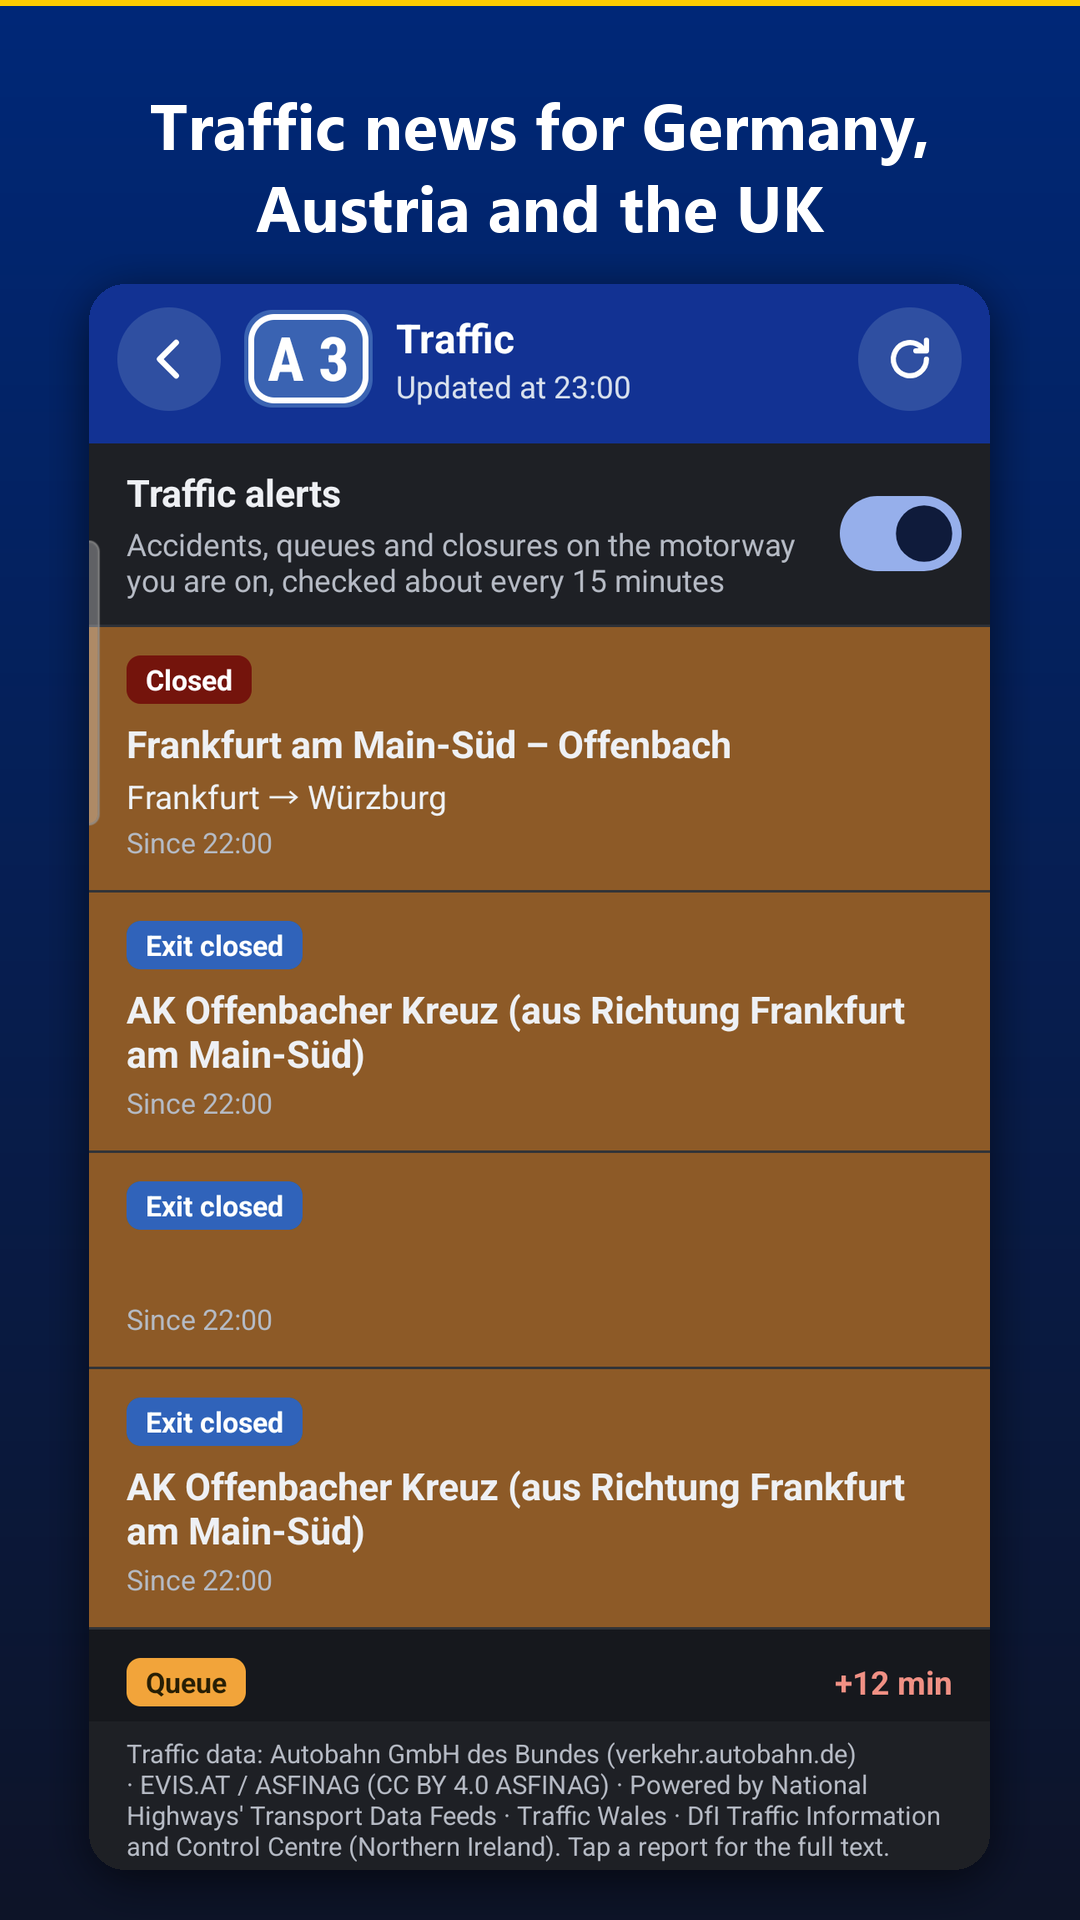 Traffic news for Germany,
Austria and the UK
A 3
Traffic
Updated at 23:00
Traffic alerts
Accidents, queues and closures on the motorway
you are on, checked about every 15 minutes
Closed
Frankfurt am Main-Süd – Offenbach
Frankfurt → Würzburg
Since 22:00
Exit closed
AK Offenbacher Kreuz (aus Richtung Frankfurt
am Main-Süd)
Since 22:00
Exit closed
Since 22:00
Exit closed
AK Offenbacher Kreuz (aus Richtung Frankfurt
am Main-Süd)
Since 22:00
Queue
+12 min
Traffic data: Autobahn GmbH des Bundes (verkehr.autobahn.de)
· EVIS.AT / ASFINAG (CC BY 4.0 ASFINAG) · Powered by National
Highways' Transport Data Feeds · Traffic Wales · DfI Traffic Information
and Control Centre (Northern Ireland). Tap a report for the full text.